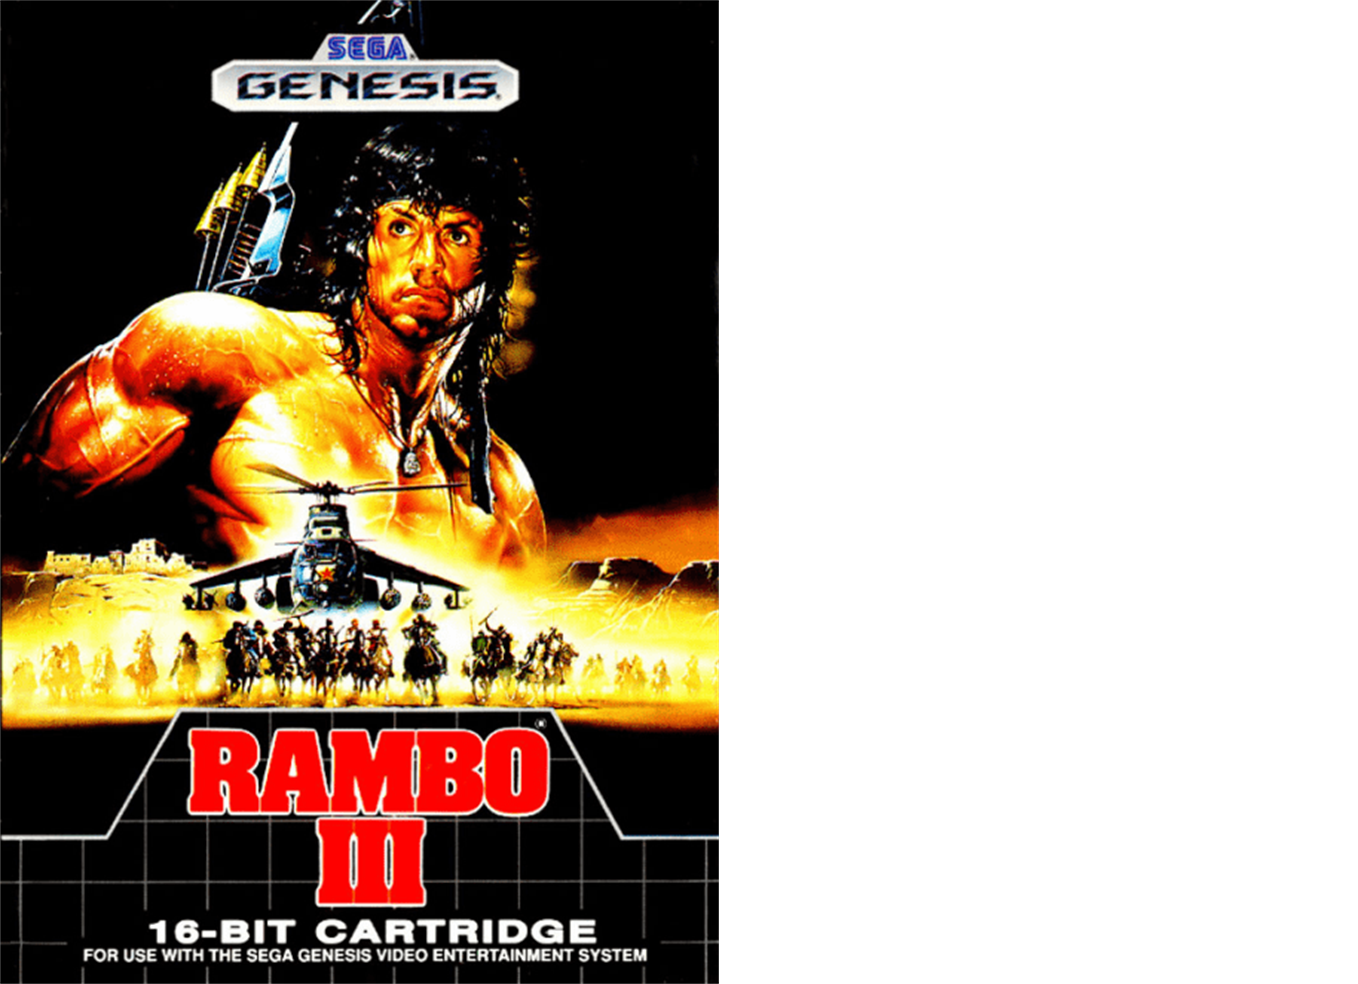 SEGA
GENESIS®
RAMBO®
III
16-BIT CARTRIDGE
FOR USE WITH THE SEGA GENESIS VIDEO ENTERTAINMENT SYSTEM